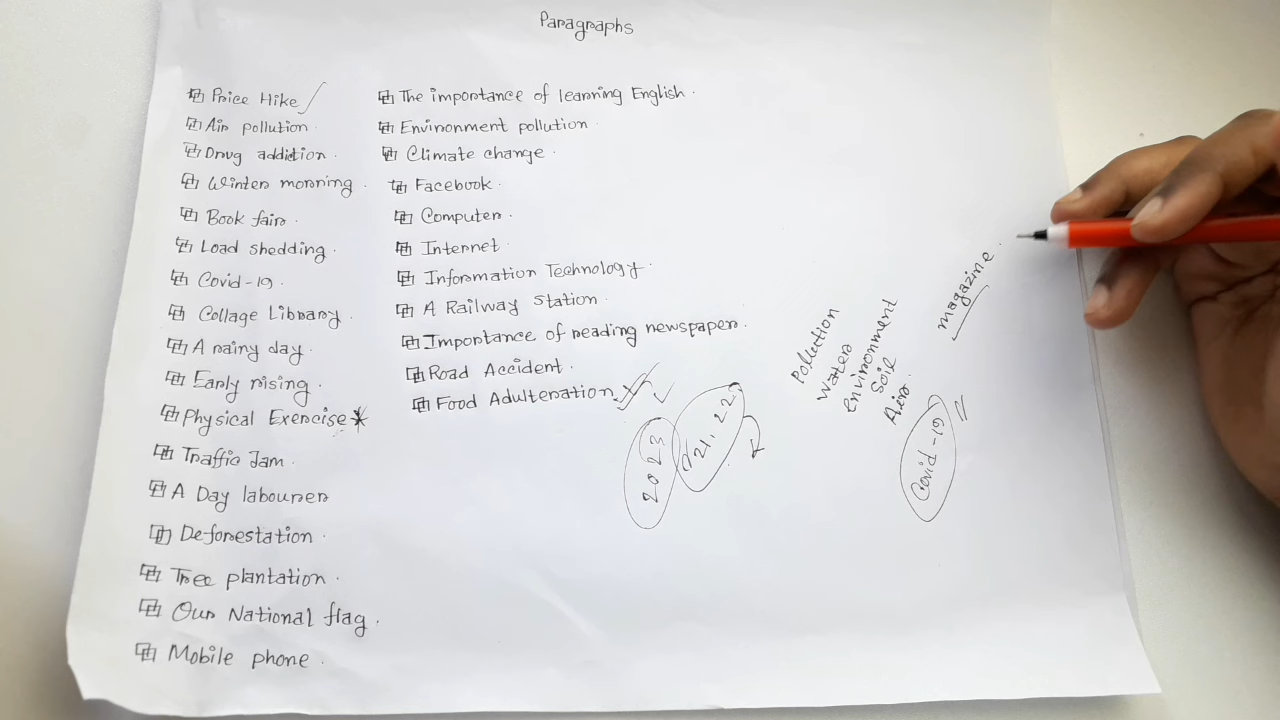 Paragraphs
Price Hike
Air pollution.
Drug addiction.
Winter morning.
Book fair.
Load shedding.
Covid-19.
Collage Library.
A rainy day.
Early rising.
Physical Exercise
Traffic Jam.
A Day labourer
Deforestation.
Tree plantation.
Our National flag.
Mobile phone.
The importance of learning English.
Environment pollution.
Climate change.
Facebook.
Computer.
Internet.
Information Technology.
A Railway station.
Importance of reading newspaper.
Road Accident.
Food Adulteration
2023
21, 22
Pollution
Water
Environment
Soil
Air.
Covid-19
magazine.